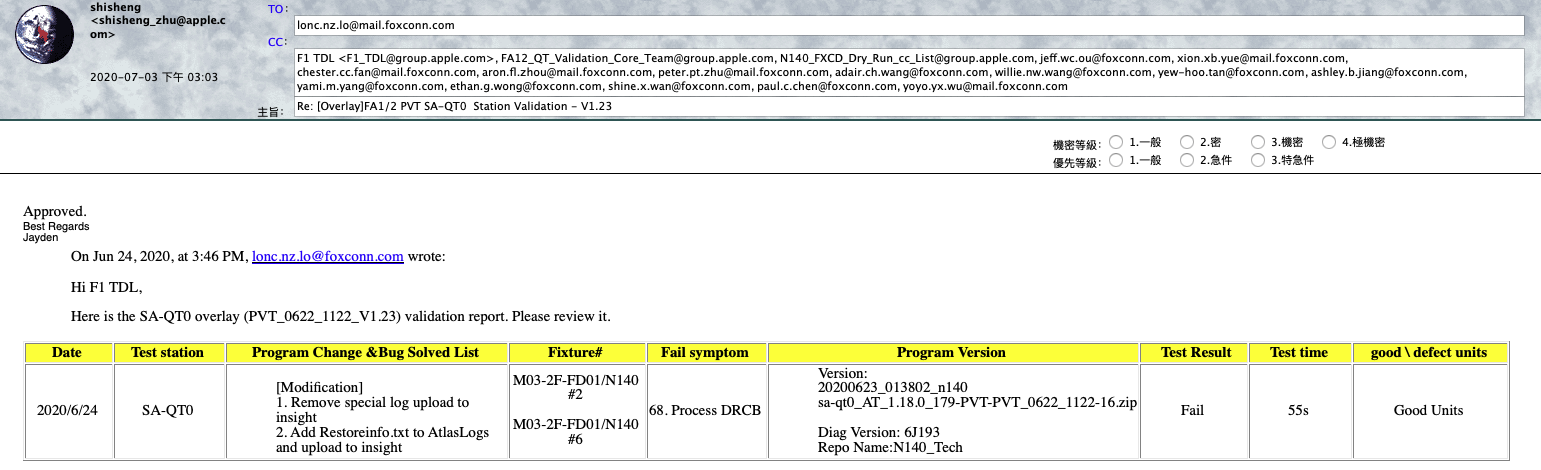 shisheng
<shisheng_zhu@apple.c
om>
2020-07-03 下午 03:03
TO:
lonc.nz.lo@mail.foxconn.com
CC:
F1 TDL <F1_TDL@group.apple.com>, FA12_QT_Validation_Core_Team@group.apple.com, N140_FXCD_Dry_Run_cc_List@group.apple.com, jeff.wc.ou@foxconn.com, xion.xb.yue@mail.foxconn.com,
chester.cc.fan@mail.foxconn.com, aron.fl.zhou@mail.foxconn.com, peter.pt.zhu@mail.foxconn.com, adair.ch.wang@foxconn.com, willie.nw.wang@foxconn.com, yew-hoo.tan@foxconn.com, ashley.b.jiang@foxconn.com,
yami.m.yang@foxconn.com, ethan.g.wong@foxconn.com, shine.x.wan@foxconn.com, paul.c.chen@foxconn.com, yoyo.yx.wu@mail.foxconn.com
主旨:
Re: [Overlay]FA1/2 PVT SA-QT0 Station Validation - V1.23
機密等級: 1.一般 2.密 3.機密 4.極機密
優先等級: 1.一般 2.急件 3.特急件
Approved.
Best Regards
Jayden
On Jun 24, 2020, at 3:46 PM, lonc.nz.lo@foxconn.com wrote:
Hi F1 TDL,
Here is the SA-QT0 overlay (PVT_0622_1122_V1.23) validation report. Please review it.
Date Test station Program Change &Bug Solved List Fixture# Fail symptom Program Version Test Result Test time good \ defect units
2020/6/24
SA-QT0
[Modification]
1. Remove special log upload to
insight
2. Add Restoreinfo.txt to AtlasLogs
and upload to insight
M03-2F-FD01/N140
#2
M03-2F-FD01/N140
#6
68. Process DRCB
Version:
20200623_013802_n140
sa-qt0_AT_1.18.0_179-PVT-PVT_0622_1122-16.zip
Diag Version: 6J193
Repo Name:N140_Tech
Fail
55s
Good Units